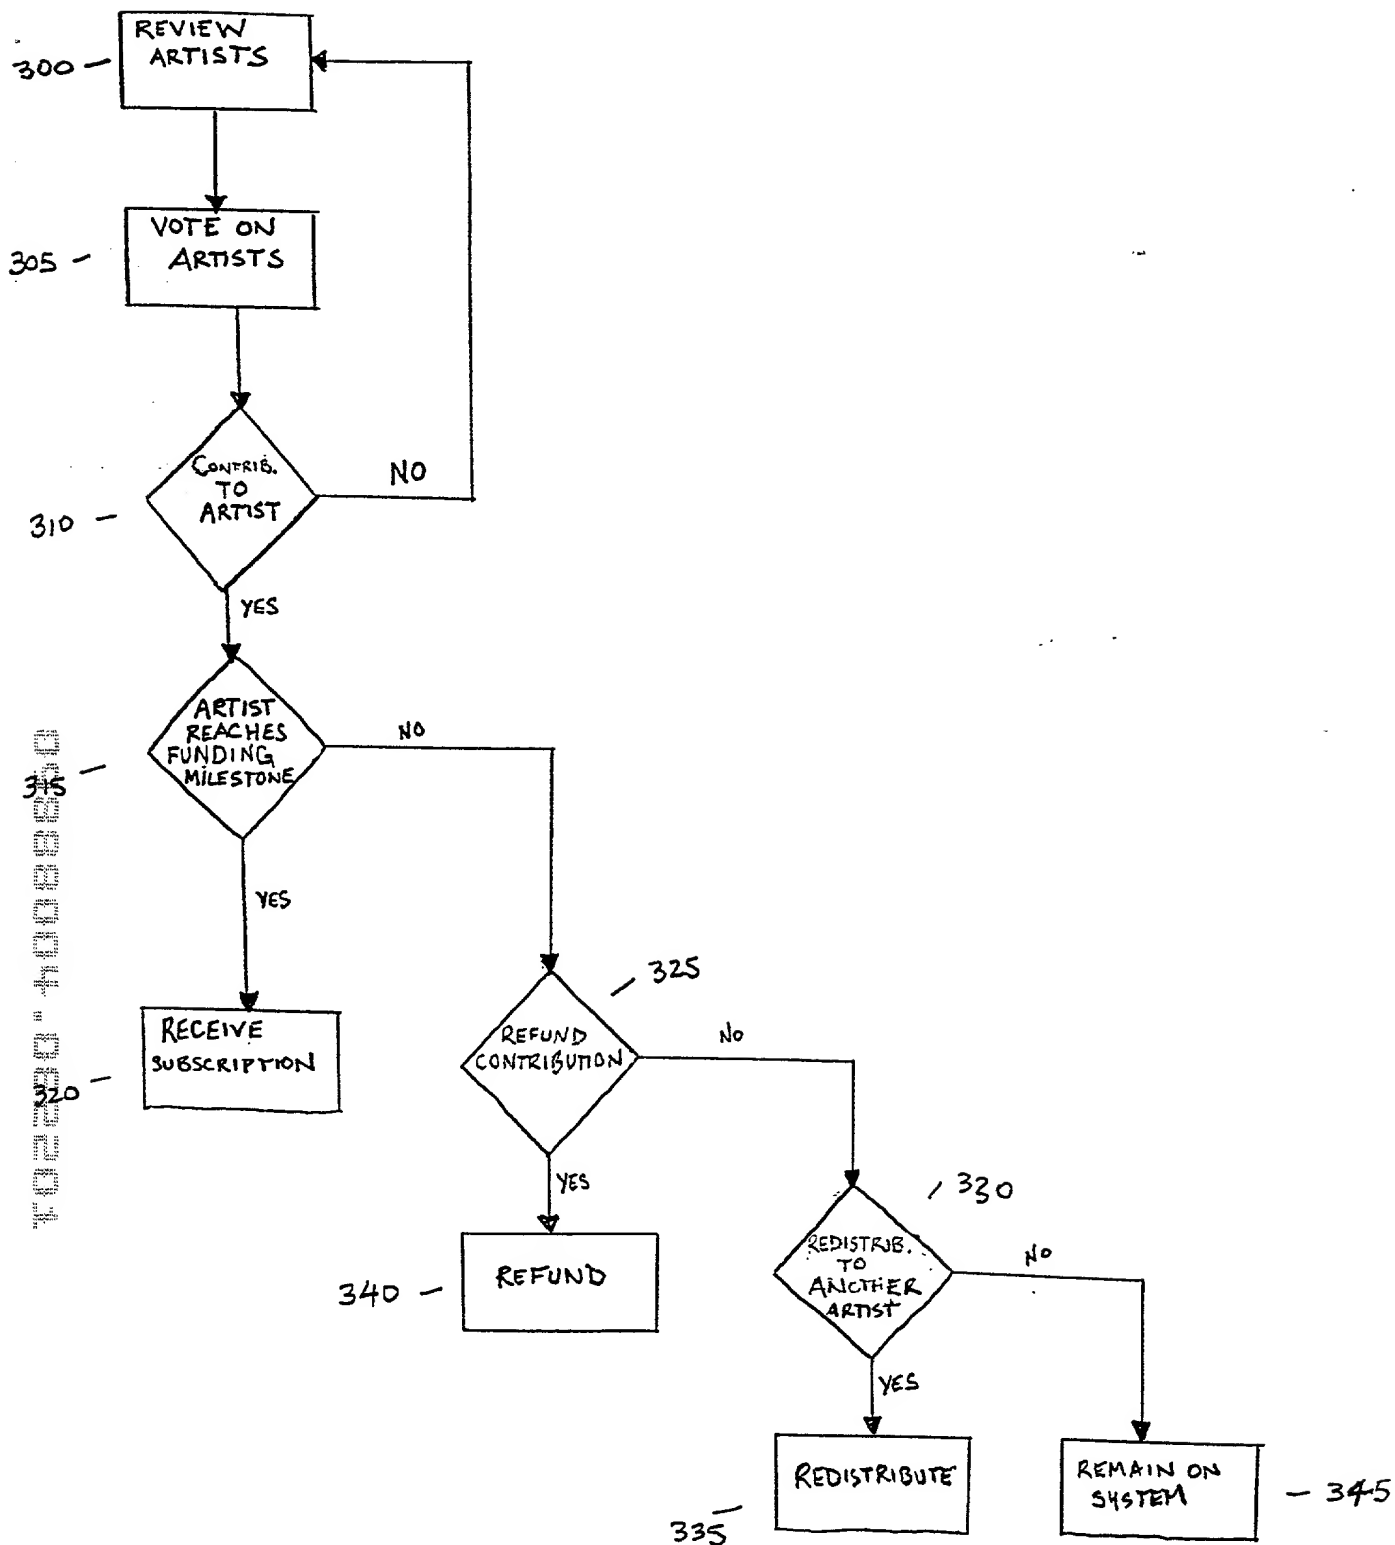 REVIEW
ARTISTS
300
VOTE ON
ARTISTS
305
CONTRIB.
TO
ARTIST
310
NO
YES
ARTIST
REACHES
FUNDING
MILESTONE
315
NO
YES
RECEIVE
SUBSCRIPTION
320
325
REFUND
CONTRIBUTION
NO
YES
REFUND
340
330
REDISTRIB.
TO
ANOTHER
ARTIST
NO
YES
REDISTRIBUTE
335
REMAIN ON
SYSTEM
345